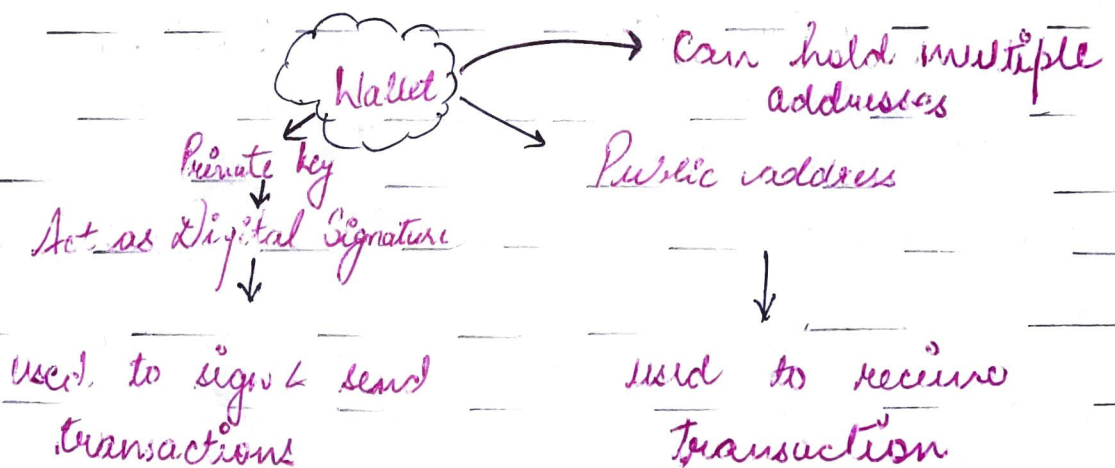 Wallet
Can hold multiple
addresses
Private key
Public address
Act as Digital Signature
used to sign & send
transactions
used to receive
Transaction